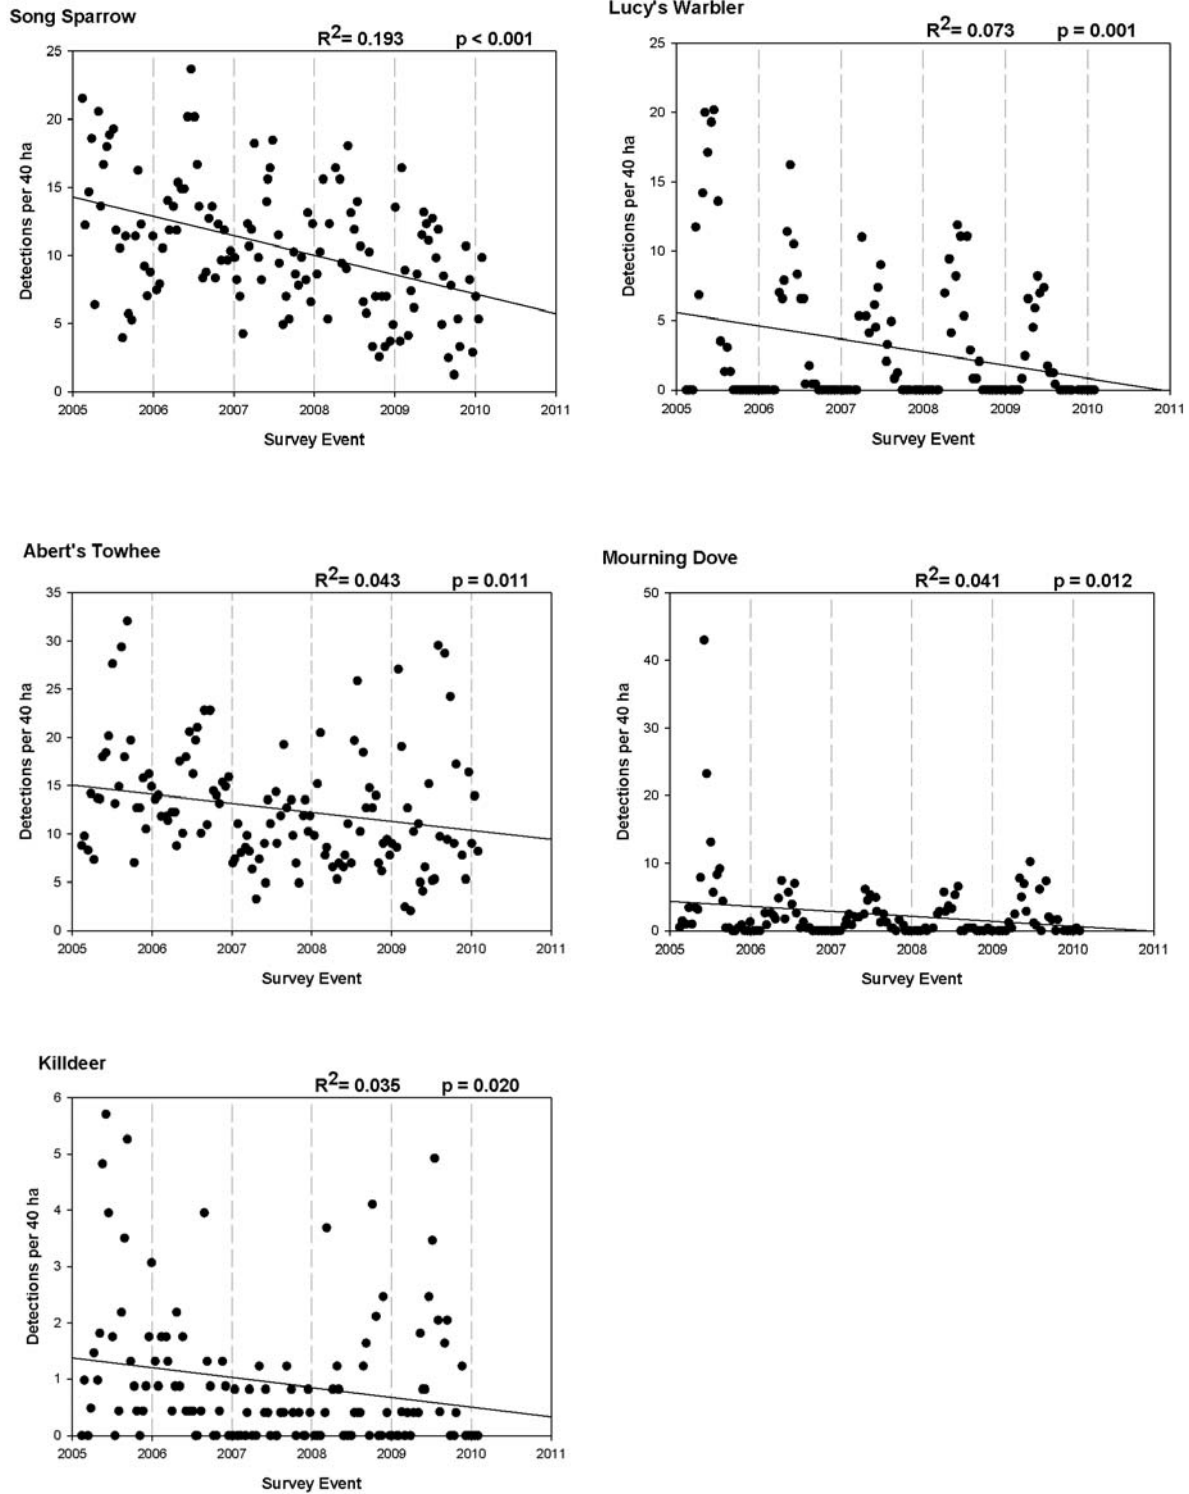 Song Sparrow
R2= 0.193 p < 0.001
25
20
15
10
5
0
Detections per 40 ha
2005 2006 2007 2008 2009 2010 2011
Survey Event
Lucy's Warbler
R2= 0.073 p = 0.001
25
20
15
10
5
0
Detections per 40 ha
2005 2006 2007 2008 2009 2010 2011
Survey Event
Abert's Towhee
R2= 0.043 p = 0.011
35
30
25
20
15
10
5
0
Detections per 40 ha
2005 2006 2007 2008 2009 2010 2011
Survey Event
Mourning Dove
R2= 0.041 p = 0.012
50
40
30
20
10
0
Detections per 40 ha
2005 2006 2007 2008 2009 2010 2011
Survey Event
Killdeer
R2= 0.035 p = 0.020
6
5
4
3
2
1
0
Detections per 40 ha
2005 2006 2007 2008 2009 2010 2011
Survey Event